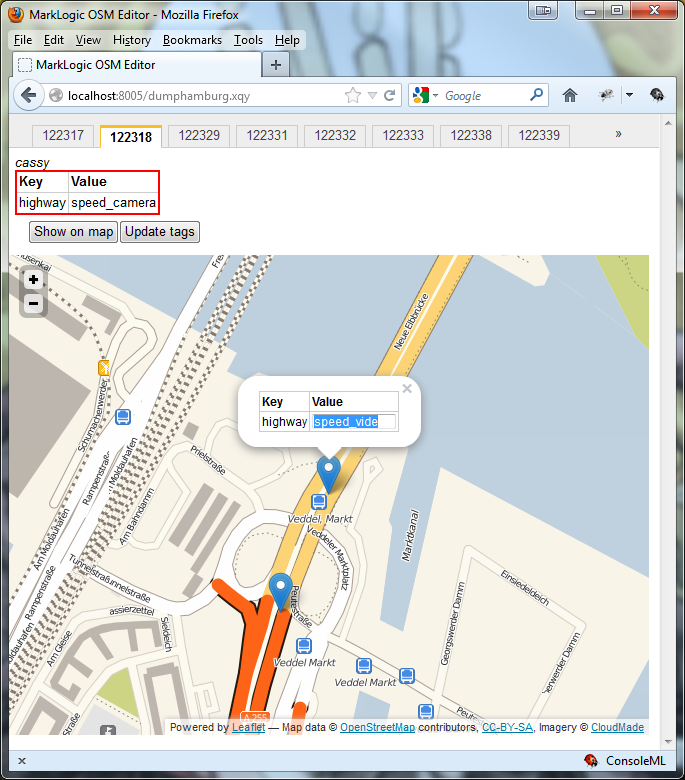 MarkLogic OSM Editor - Mozilla Firefox
File Edit View History Bookmarks Tools Help
MarkLogic OSM Editor
localhost:8005/dumphamburg.xqy
Google
122317 122318 122329 122331 122332 122333 122338 122339 »
cassy
Key Value
highway speed_camera
Show on map Update tags
+
−
Neue Elbbrücke
Key Value
highway speed_vide
Schumacherwerder
Rampenstraße
Am Moldauhafen
Am Bahndamm
Prielstraße
Veddel, Markt
Veddeler Marktplatz
Marktkanal
Am Moldauhafen
Rampenstraße
Tunnelstraße
assierzettel
Sieldeich
Am Gleise
Peutestraße
Einsiedeldeich
Georgswerder Damm
Veddel Markt
Veddel Markt
A 255
Powered by Leaflet — Map data © OpenStreetMap contributors, CC-BY-SA, Imagery © CloudMade
ConsoleML